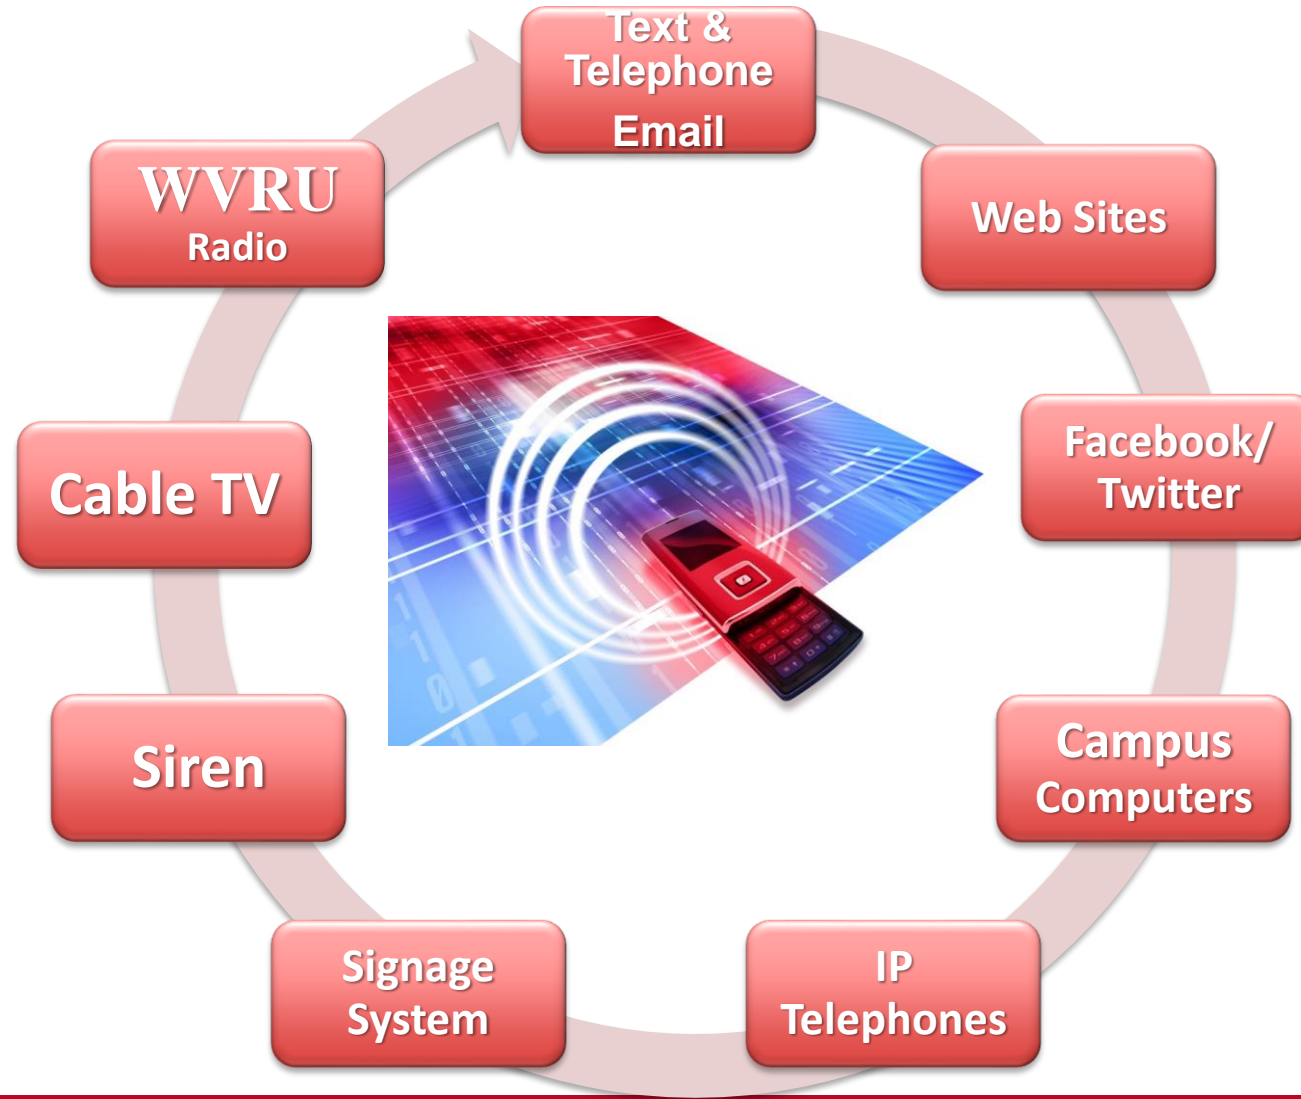 Text &
Telephone
Email
Web Sites
Facebook/
Twitter
Campus
Computers
IP
Telephones
Signage
System
Siren
Cable TV
WVRU
Radio